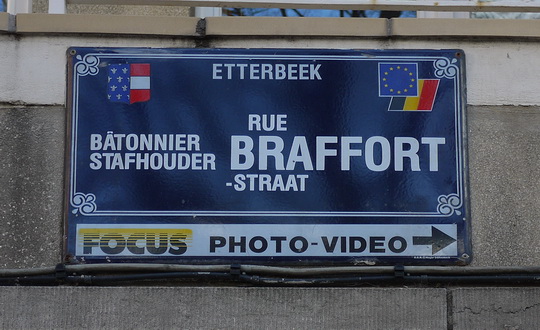 ETTERBEEK
RUE
BÂTONNIER
STAFHOUDER
BRAFFORT
-STRAAT
FOCUS PHOTO-VIDEO